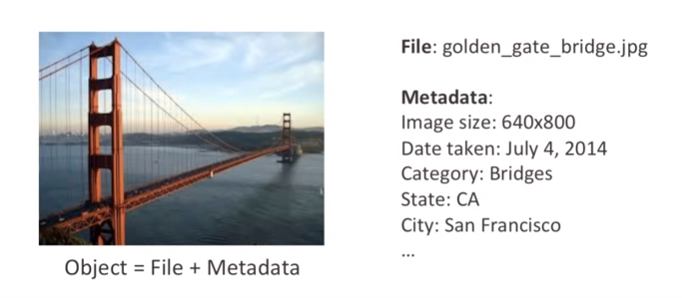 File: golden_gate_bridge.jpg
Metadata:
Image size: 640x800
Date taken: July 4, 2014
Category: Bridges
State: CA
City: San Francisco
...
Object = File + Metadata